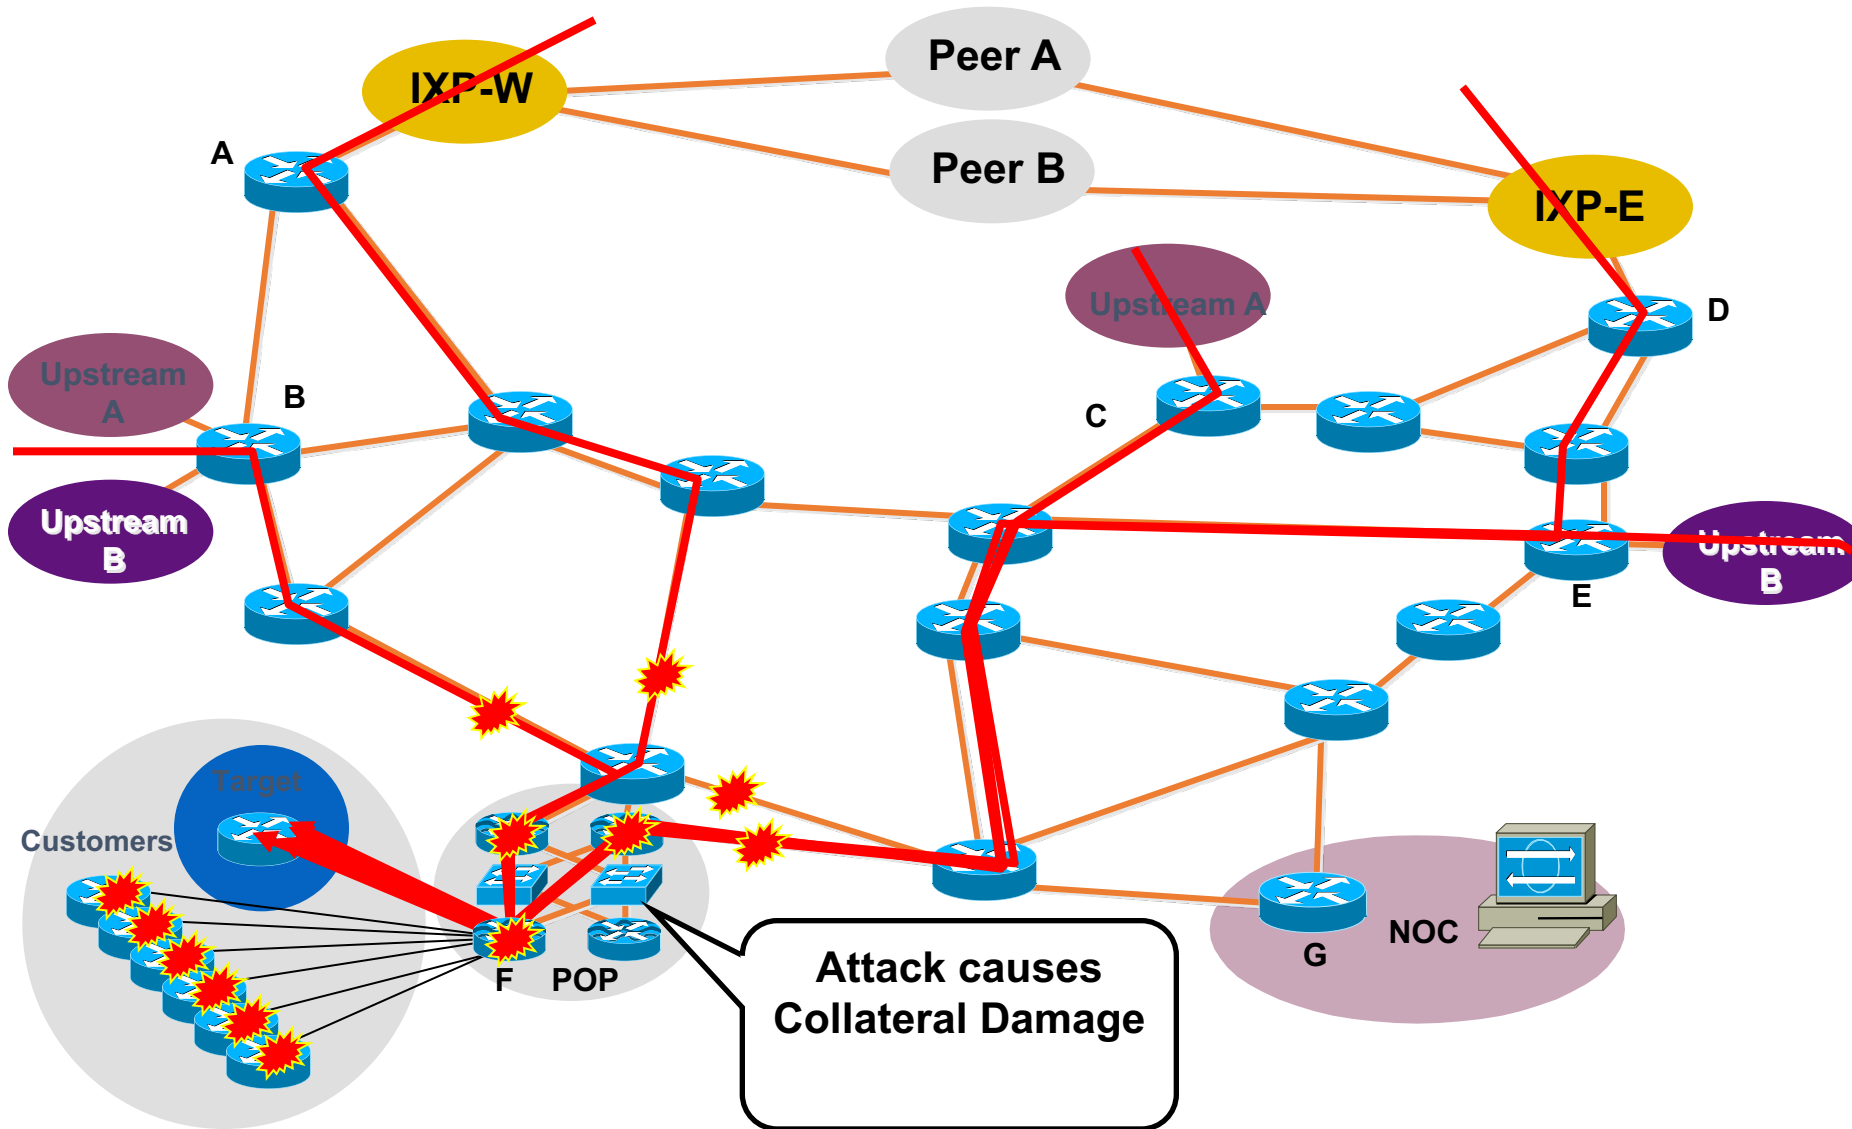 Peer A
IXP-W
A
Peer B
IXP-E
Upstream A
D
Upstream
A
B
C
Upstream
B
Upstream
B
E
Target
Customers
F
POP
Attack causes
Collateral Damage
NOC
G